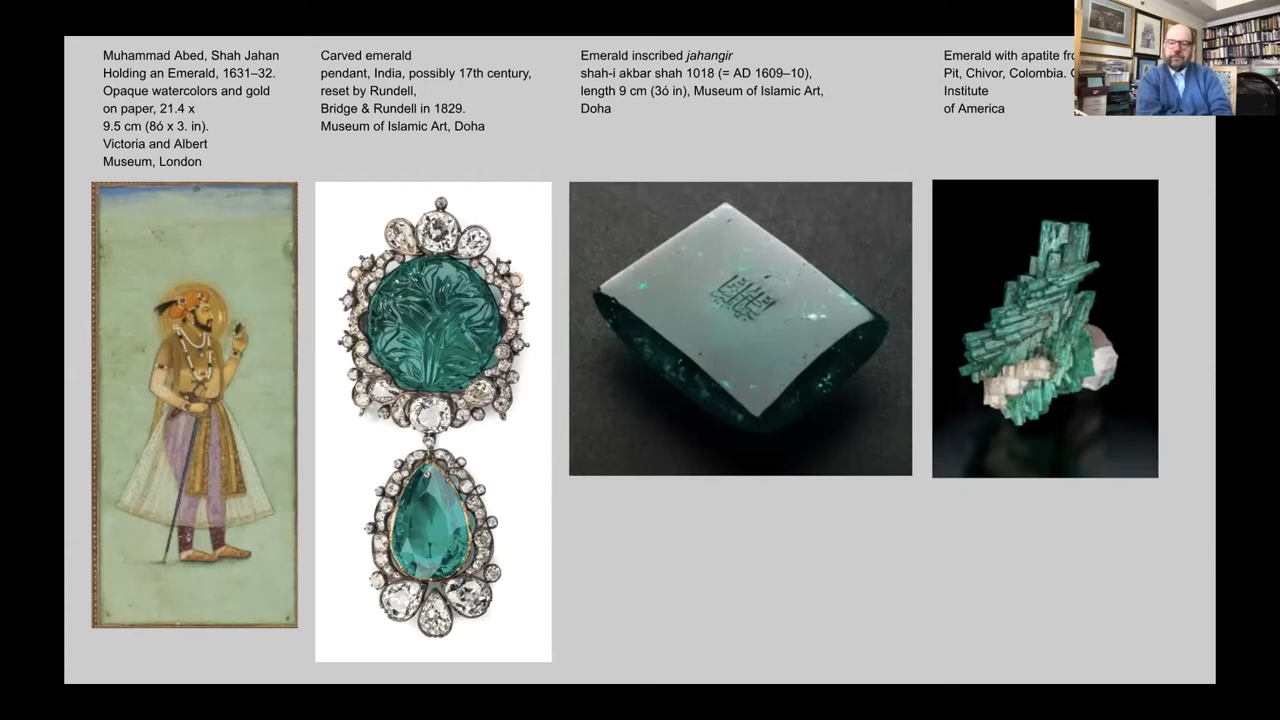 Muhammad Abed, Shah Jahan
Holding an Emerald, 1631–32.
Opaque watercolors and gold
on paper, 21.4 x
9.5 cm (8ó x 3. in).
Victoria and Albert
Museum, London
Carved emerald
pendant, India, possibly 17th century,
reset by Rundell,
Bridge & Rundell in 1829.
Museum of Islamic Art, Doha
Emerald inscribed jahangir
shah-i akbar shah 1018 (= AD 1609–10),
length 9 cm (3ó in), Museum of Islamic Art,
Doha
Emerald with apatite
Pit, Chivor, Colombia.
Institute
of America